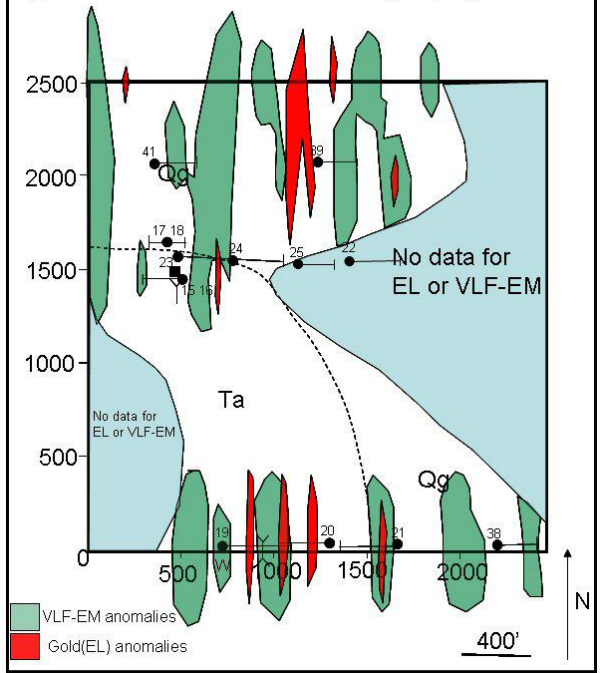 2500
41
39
Qg
2000
17 18
24
25
22
23
1500
15 16
No data for
EL or VLF-EM
1000
No data for
EL or VLF-EM
Ta
500
Qg
19
20
21
38
W
0
500
1000
1500
2000
VLF-EM anomalies
Gold(EL) anomalies
400'
N